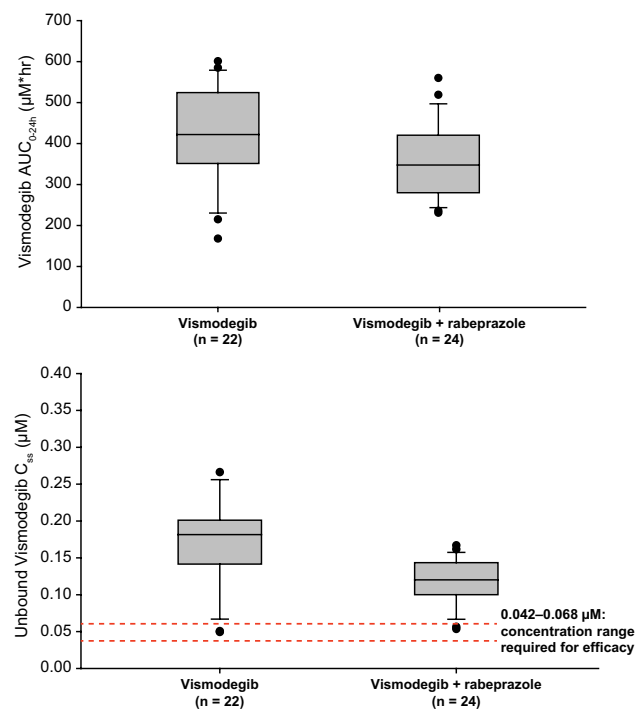 Vismodegib AUC0-24h (µM*hr)
700
600
500
400
300
200
100
0
Vismodegib
(n = 22)
Vismodegib + rabeprazole
(n = 24)
Unbound Vismodegib Css (µM)
0.40
0.35
0.30
0.25
0.20
0.15
0.10
0.05
0.00
0.042–0.068 µM:
concentration range
required for efficacy
Vismodegib
(n = 22)
Vismodegib + rabeprazole
(n = 24)